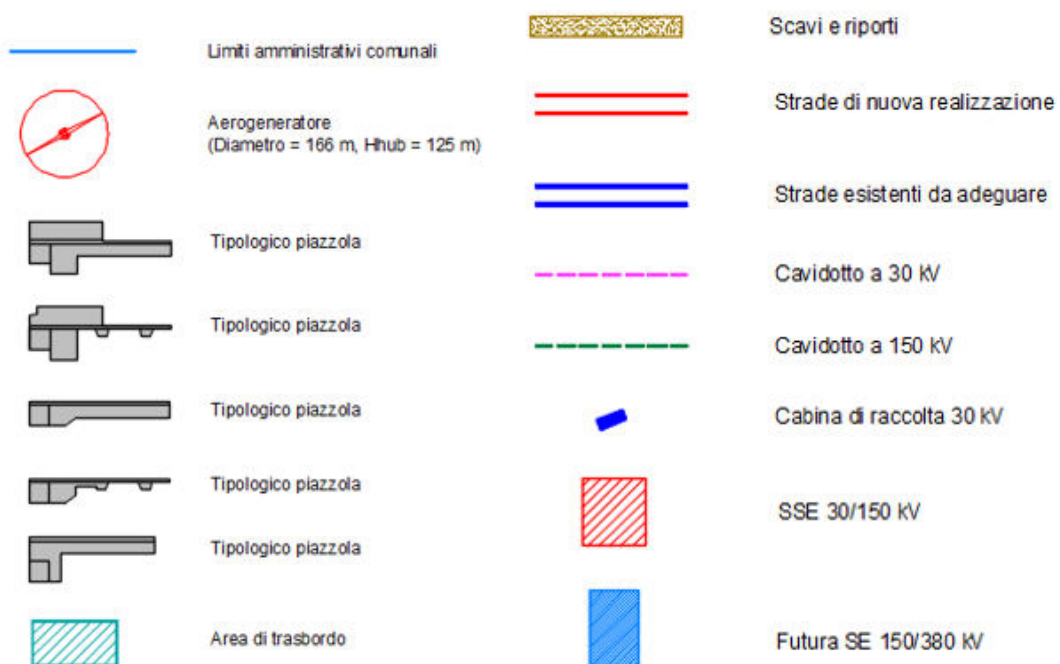 Limiti amministrativi comunali
Aerogeneratore
(Diametro = 166 m, Hhub = 125 m)
Tipologico piazzola
Tipologico piazzola
Tipologico piazzola
Tipologico piazzola
Tipologico piazzola
Area di trasbordo
Scavi e riporti
Strade di nuova realizzazione
Strade esistenti da adeguare
Cavidotto a 30 kV
Cavidotto a 150 kV
Cabina di raccolta 30 kV
SSE 30/150 kV
Futura SE 150/380 kV